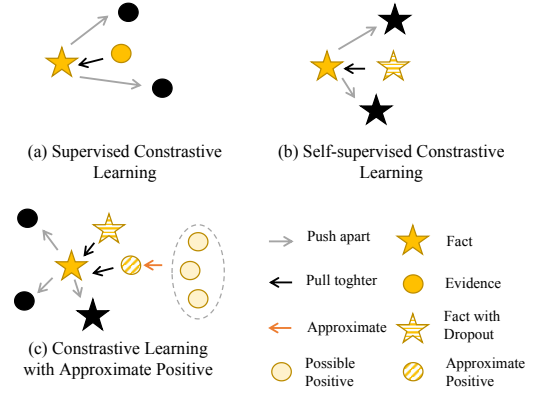 (a) Supervised Constrastive
Learning
(b) Self-supervised Constrastive
Learning
(c) Constrastive Learning
with Approximate Positive
Push apart
Fact
Pull toghter
Evidence
Approximate
Fact with
Dropout
Possible
Positive
Approximate
Positive